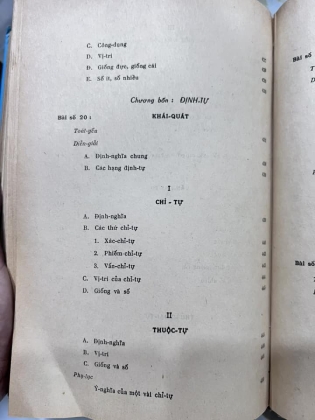 C. Công-dụng
D. Vị-trí
D. Giống đực, giống cái
E. Số ít, số nhiều
Chương bốn : ĐỊNH-TỰ
Bài số 20 : KHÁI-QUÁT
Toát-yếu
Diễn-giải
A. Định-nghĩa chung
B. Các hạng định-tự
I
CHỈ - TỰ
A. Định-nghĩa
B. Các thứ chỉ-tự
1. Xác-chỉ-tự
2. Phiếm-chỉ-tự
3. Vấn-chỉ-tự
C. Vị-trí của chỉ-tự
D. Giống và số
II
THUỘC-TỰ
A. Định-nghĩa
B. Vị-trí
C. Giống và số
Phụ-lục
Ý-nghĩa của một vài chỉ-tự
Bài số
Bài số